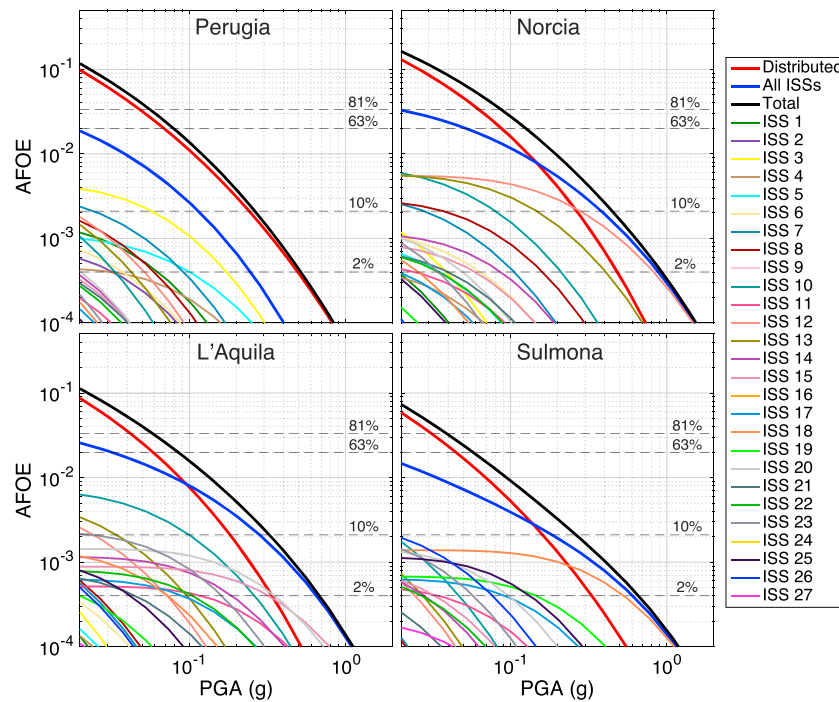 Perugia
Norcia
AFOE
10-1
10-2
10-3
10-4
81%
63%
10%
2%
81%
63%
10%
2%
L'Aquila
Sulmona
AFOE
10-1
10-2
10-3
10-4
81%
63%
10%
2%
81%
63%
10%
2%
10-1
100
10-1
100
PGA (g)
PGA (g)
Distributed
All ISSs
Total
ISS 1
ISS 2
ISS 3
ISS 4
ISS 5
ISS 6
ISS 7
ISS 8
ISS 9
ISS 10
ISS 11
ISS 12
ISS 13
ISS 14
ISS 15
ISS 16
ISS 17
ISS 18
ISS 19
ISS 20
ISS 21
ISS 22
ISS 23
ISS 24
ISS 25
ISS 26
ISS 27